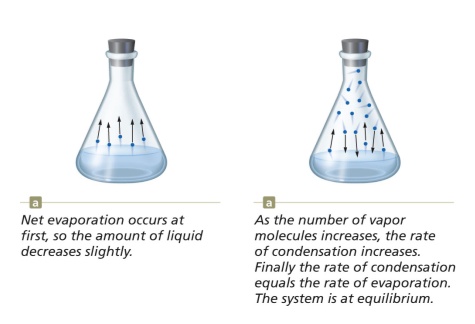 a
Net evaporation occurs at
first, so the amount of liquid
decreases slightly.
a
As the number of vapor
molecules increases, the rate
of condensation increases.
Finally the rate of condensation
equals the rate of evaporation.
The system is at equilibrium.